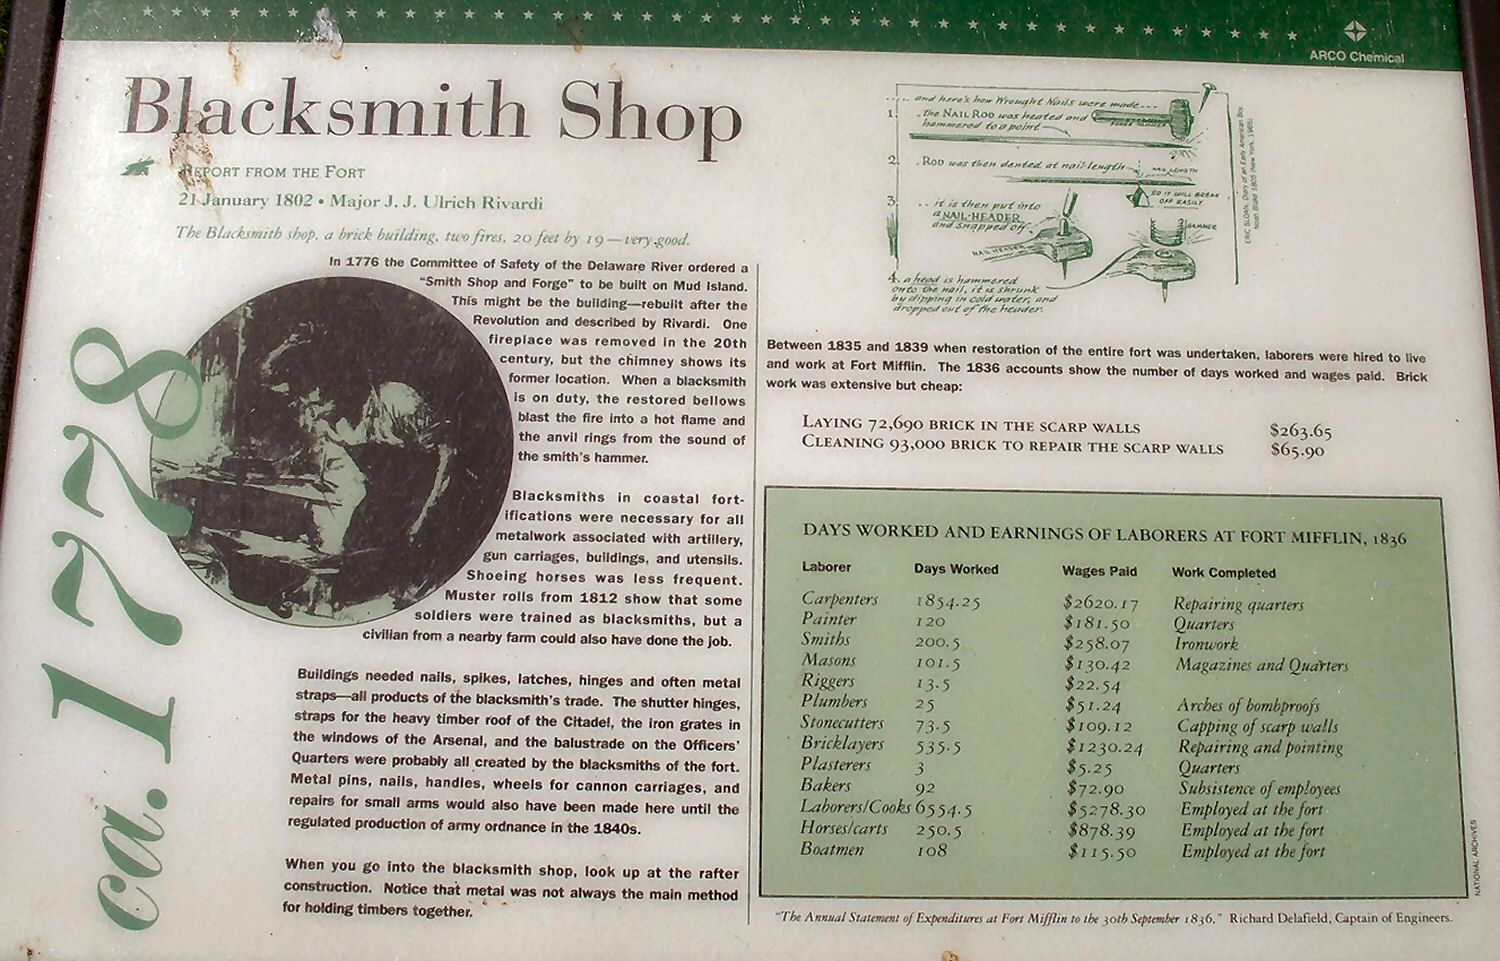 ARCO Chemical
Blacksmith Shop
REPORT FROM THE FORT
21 January 1802 • Major J. J. Ulrich Rivardi
The Blacksmith shop, a brick building, two fires, 20 feet by 19 — very good.
ca. 1778
In 1776 the Committee of Safety of the Delaware River ordered a
"Smith Shop and Forge" to be built on Mud Island.
This might be the building—rebuilt after the
Revolution and described by Rivardi. One
fireplace was removed in the 20th
century, but the chimney shows its
former location. When a blacksmith
is on duty, the restored bellows
blast the fire into a hot flame and
the anvil rings from the sound of
the smith's hammer.
Blacksmiths in coastal fort-
ifications were necessary for all
metalwork associated with artillery,
gun carriages, buildings, and utensils.
Shoeing horses was less frequent.
Muster rolls from 1812 show that some
soldiers were trained as blacksmiths, but a
civilian from a nearby farm could also have done the job.
Buildings needed nails, spikes, latches, hinges and often metal
straps—all products of the blacksmith's trade. The shutter hinges,
straps for the heavy timber roof of the Citadel, the iron grates in
the windows of the Arsenal, and the balustrade on the Officers'
Quarters were probably all created by the blacksmiths of the fort.
Metal pins, nails, handles, wheels for cannon carriages, and
repairs for small arms would also have been made here until the
regulated production of army ordnance in the 1840s.
When you go into the blacksmith shop, look up at the rafter
construction. Notice that metal was not always the main method
for holding timbers together.
..... and here's how Wrought Nails were made...
1. ..the NAIL ROD was heated and
hammered to a point
2. . ROD was then dented at nail-length
NAIL LENGTH
SO IT WILL BREAK
OFF EASILY
3. .. it is then put into
a NAIL-HEADER
and snapped off
NAIL HEADER
HAMMER
4. a head is hammered
onto the nail, it is shrunk
by dipping in cold water, and
dropped out of the header.
ERIC SLOAN, Diary of an Early American Boy,
Noah Blake 1805 (New York, 1965)
Between 1835 and 1839 when restoration of the entire fort was undertaken, laborers were hired to live
and work at Fort Mifflin. The 1836 accounts show the number of days worked and wages paid. Brick
work was extensive but cheap:
LAYING 72,690 BRICK IN THE SCARP WALLS $263.65
CLEANING 93,000 BRICK TO REPAIR THE SCARP WALLS $65.90
DAYS WORKED AND EARNINGS OF LABORERS AT FORT MIFFLIN, 1836
Laborer Days Worked Wages Paid Work Completed
Carpenters 1854.25 $2620.17 Repairing quarters
Painter 120 $181.50 Quarters
Smiths 200.5 $258.07 Ironwork
Masons 101.5 $130.42 Magazines and Quarters
Riggers 13.5 $22.54
Plumbers 25 $51.24 Arches of bombproofs
Stonecutters 73.5 $109.12 Capping of scarp walls
Bricklayers 535.5 $1230.24 Repairing and pointing
Plasterers 3 $5.25 Quarters
Bakers 92 $72.90 Subsistence of employees
Laborers/Cooks 6554.5 $5278.30 Employed at the fort
Horses/carts 250.5 $878.39 Employed at the fort
Boatmen 108 $115.50 Employed at the fort
NATIONAL ARCHIVES
"The Annual Statement of Expenditures at Fort Mifflin to the 30th September 1836," Richard Delafield, Captain of Engineers.